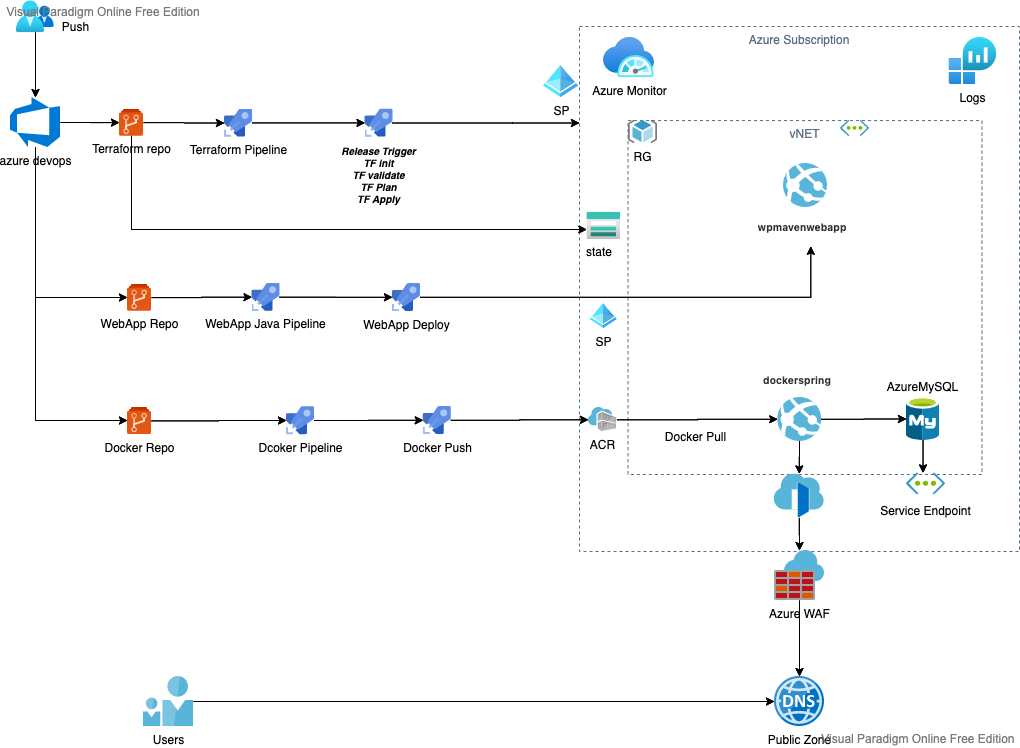 Visual Paradigm Online Free Edition
Push
Azure Subscription
Azure Monitor
Logs
SP
azure devops
Terraform repo
Terraform Pipeline
Release Trigger
TF init
TF validate
TF Plan
TF Apply
RG
vNET
wpmavenwebapp
state
WebApp Repo
WebApp Java Pipeline
WebApp Deploy
SP
dockerspring
AzureMySQL
My
Docker Repo
Dcoker Pipeline
Docker Push
ACR
Docker Pull
Service Endpoint
Azure WAF
DNS
Users
Public Zone
Visual Paradigm Online Free Edition